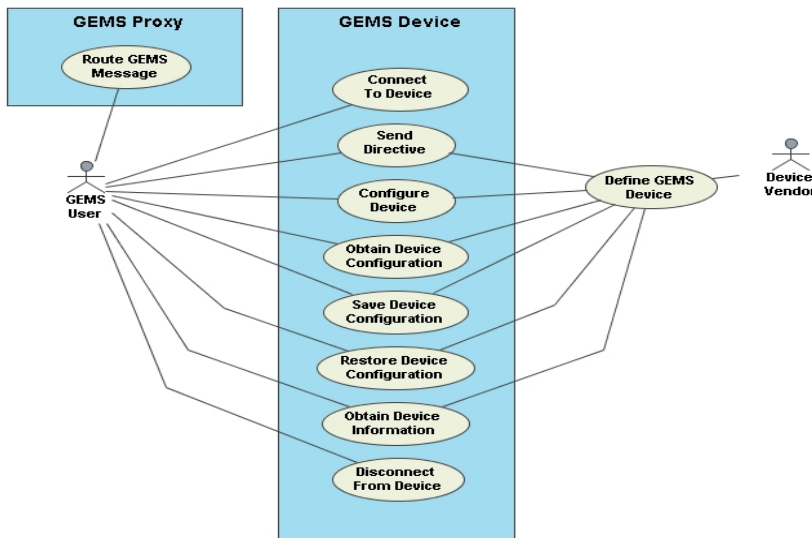 GEMS Proxy
Route GEMS
Message
GEMS Device
Connect
To Device
Send
Directive
Configure
Device
Obtain Device
Configuration
Save Device
Configuration
Restore Device
Configuration
Obtain Device
Information
Disconnect
From Device
GEMS
User
Define GEMS
Device
Device
Vendor